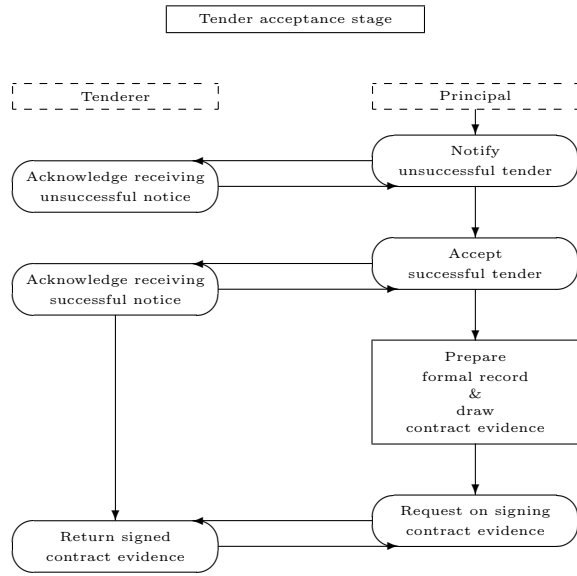 Tender acceptance stage
Tenderer
Principal
Notify
unsuccessful tender
Acknowledge receiving
unsuccessful notice
Accept
successful tender
Acknowledge receiving
successful notice
Prepare
formal record
&
draw
contract evidence
Request on signing
contract evidence
Return signed
contract evidence